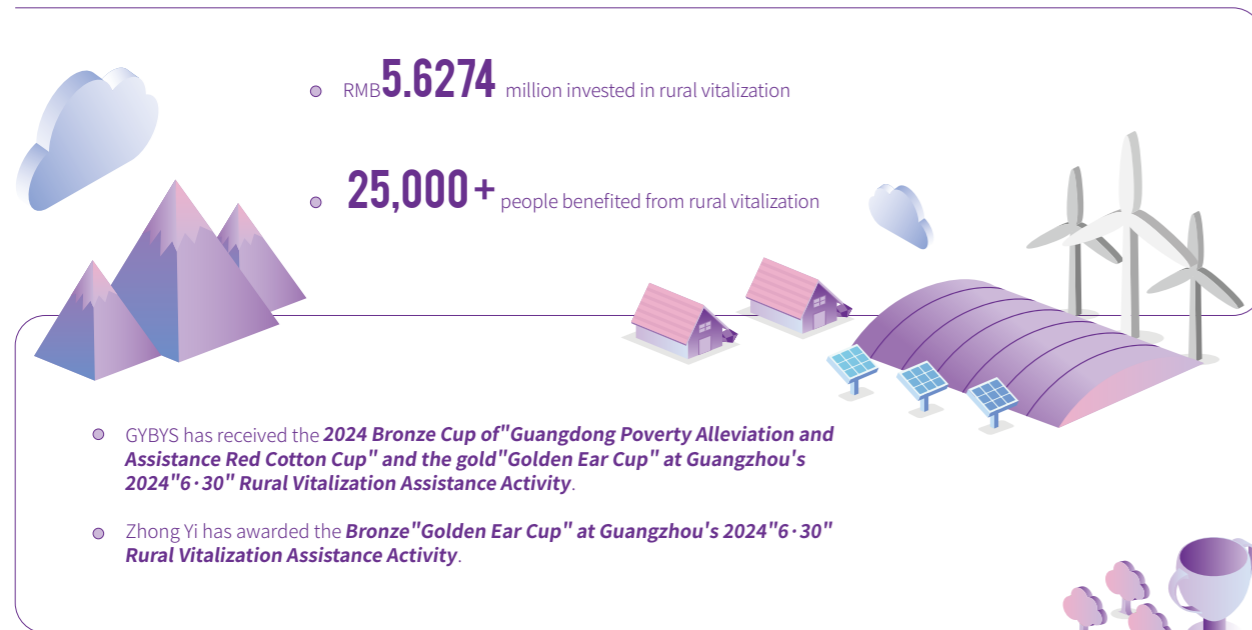 RMB5.6274 million invested in rural vitalization
25,000+ people benefited from rural vitalization
GYBYS has received the 2024 Bronze Cup of"Guangdong Poverty Alleviation and
Assistance Red Cotton Cup" and the gold"Golden Ear Cup" at Guangzhou's
2024"6·30" Rural Vitalization Assistance Activity.
Zhong Yi has awarded the Bronze"Golden Ear Cup" at Guangzhou's 2024"6·30"
Rural Vitalization Assistance Activity.